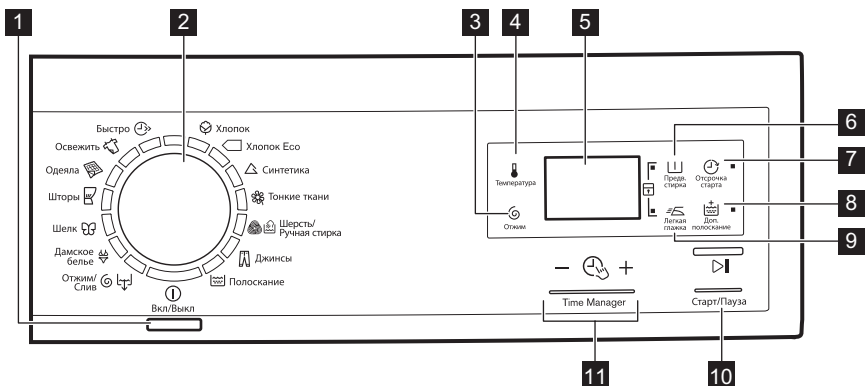 1
2
3
4
5
6
7
8
9
10
11
Быстро
Освежить
Одеяла
Шторы
Шелк
Дамское
белье
Отжим/
Слив
Вкл/Выкл
Хлопок
Хлопок Eco
Синтетика
Тонкие ткани
Шерсть/
Ручная стирка
Джинсы
Полоскание
Температура
Отжим
Предв.
стирка
Отсрочка
старта
Легкая
глажка
Доп.
полоскание
Time Manager
Старт/Пауза